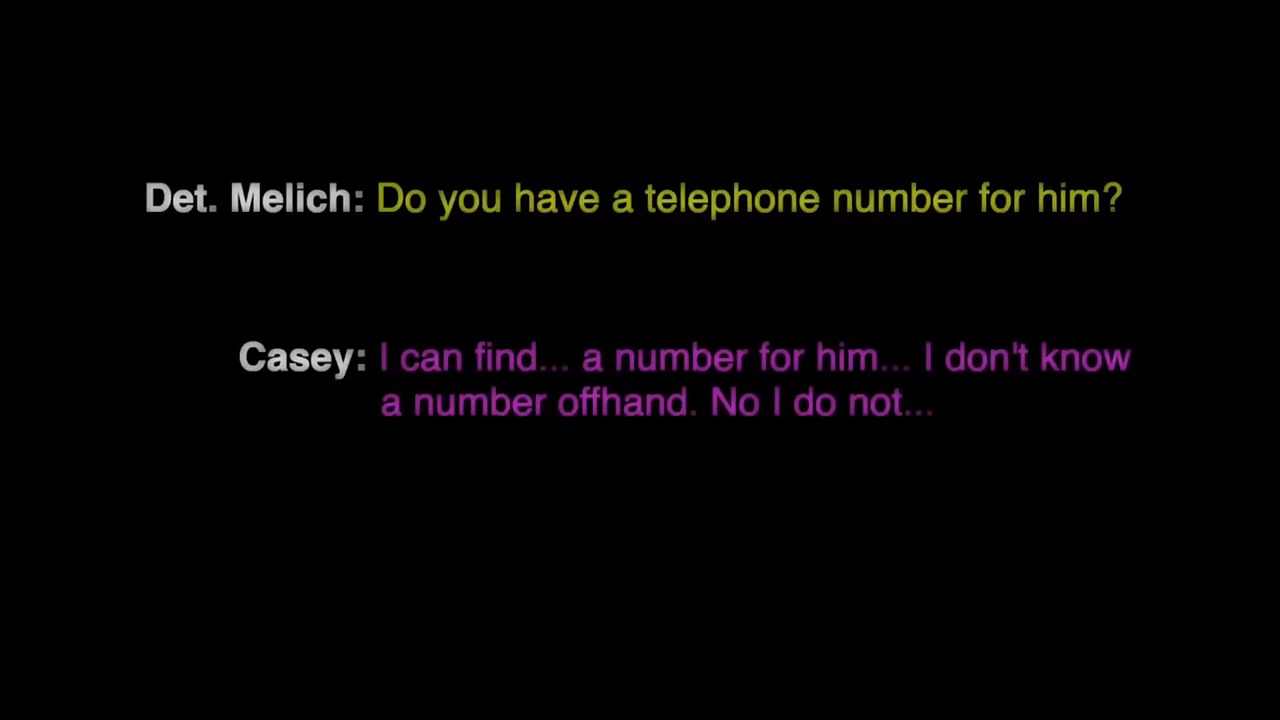 Det. Melich: Do you have a telephone number for him?
Casey: I can find... a number for him... I don't know
a number offhand. No I do not...